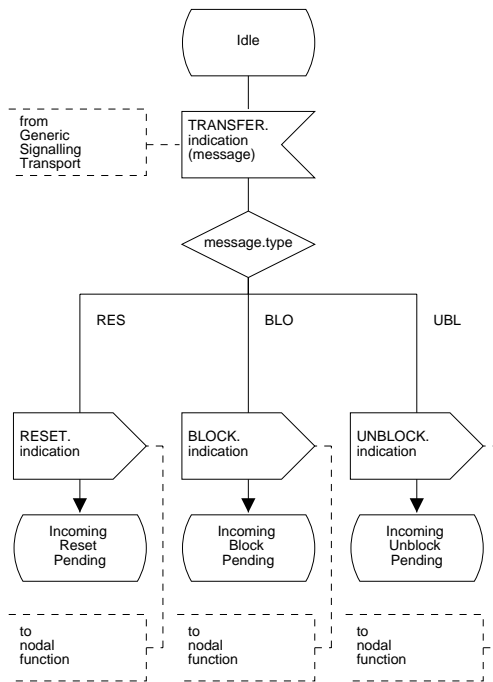 Idle
from
Generic
Signalling
Transport
TRANSFER.
indication
(message)
message.type
RES
BLO
UBL
RESET.
indication
BLOCK.
indication
UNBLOCK.
indication
Incoming
Reset
Pending
Incoming
Block
Pending
Incoming
Unblock
Pending
to
nodal
function
to
nodal
function
to
nodal
function